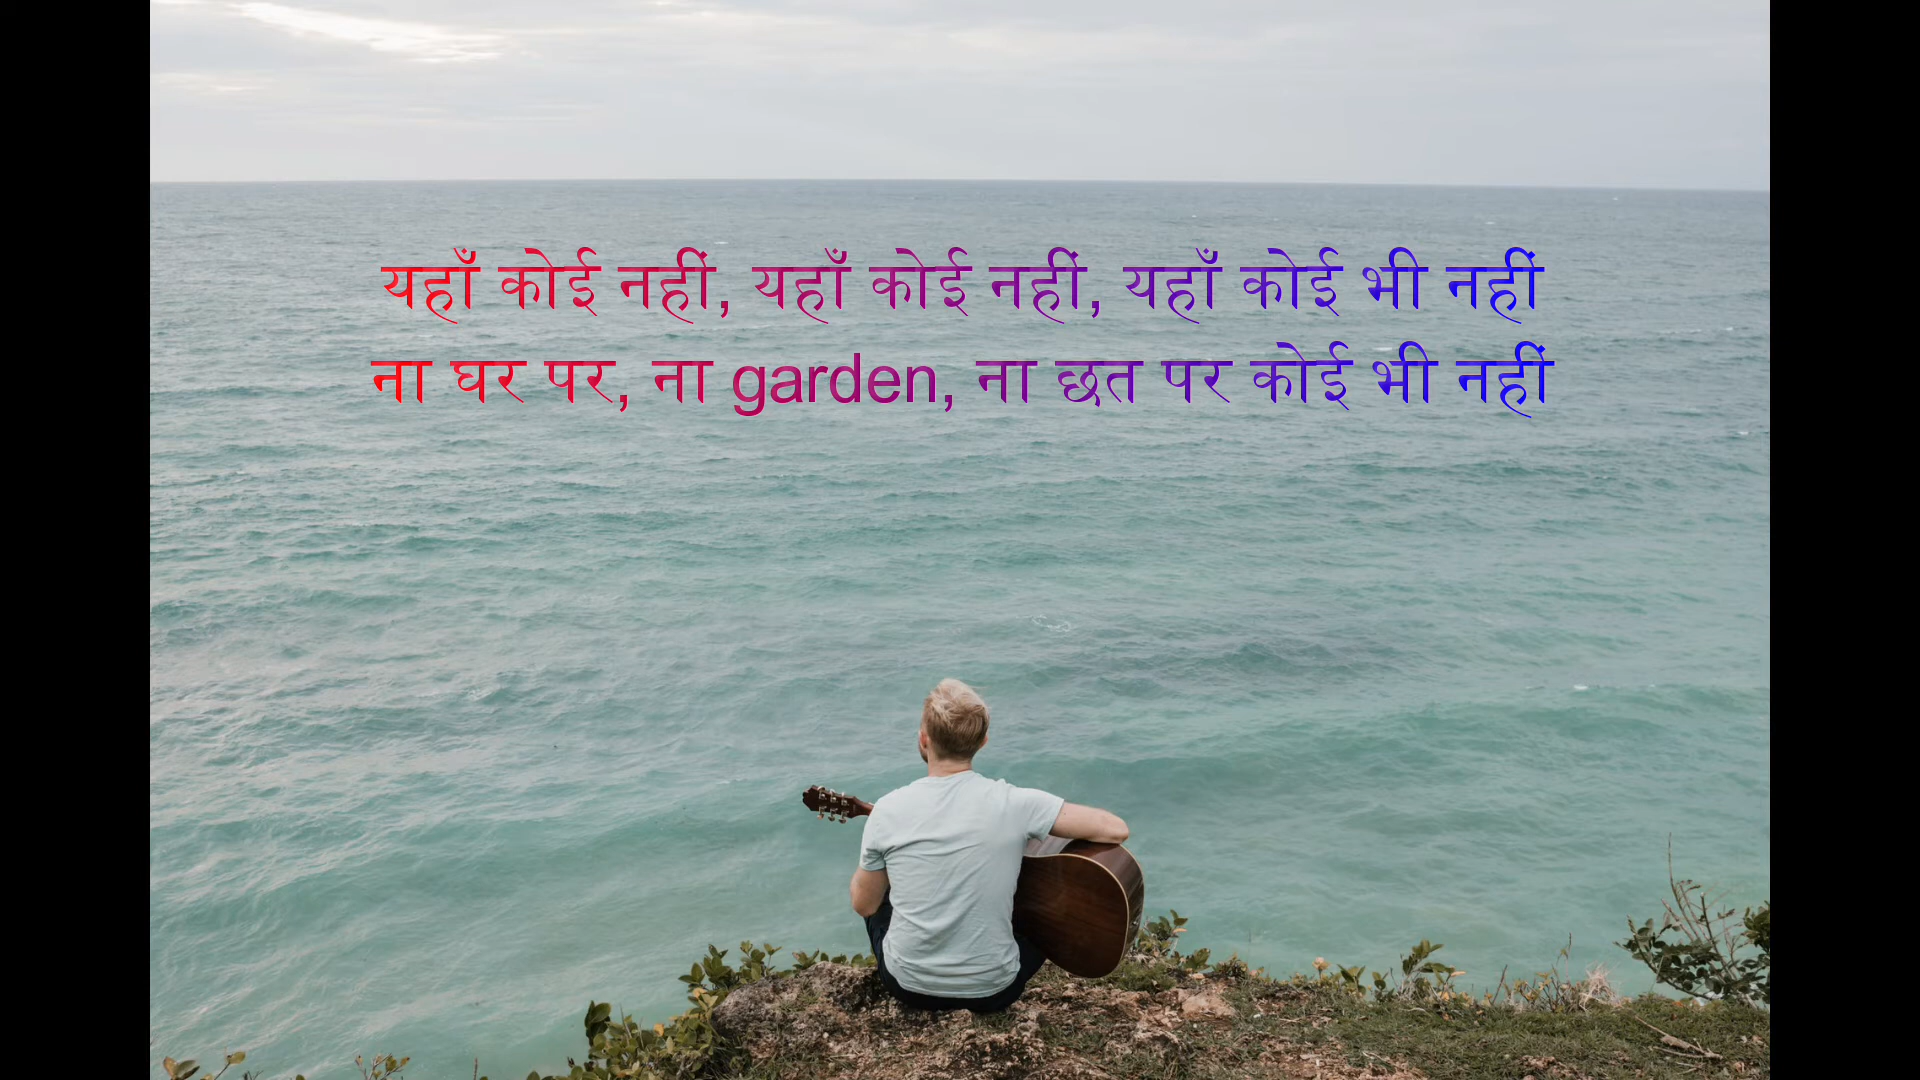 यहाँ कोई नहीं, यहाँ कोई नहीं, यहाँ कोई भी नहीं
ना घर पर, ना garden, ना छत पर कोई भी नहीं